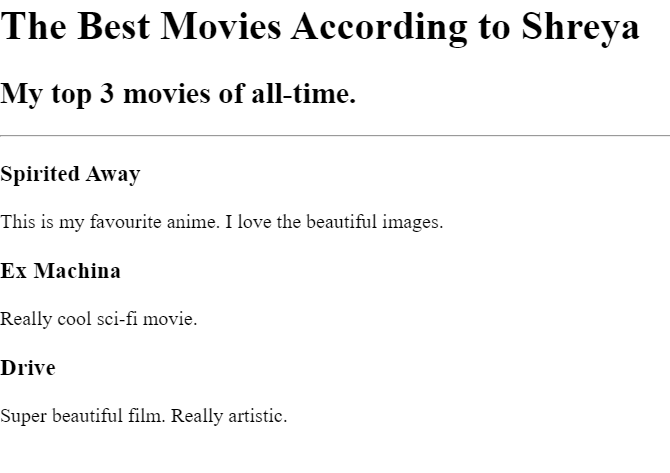 The Best Movies According to Shreya
My top 3 movies of all-time.
Spirited Away
This is my favourite anime. I love the beautiful images.
Ex Machina
Really cool sci-fi movie.
Drive
Super beautiful film. Really artistic.